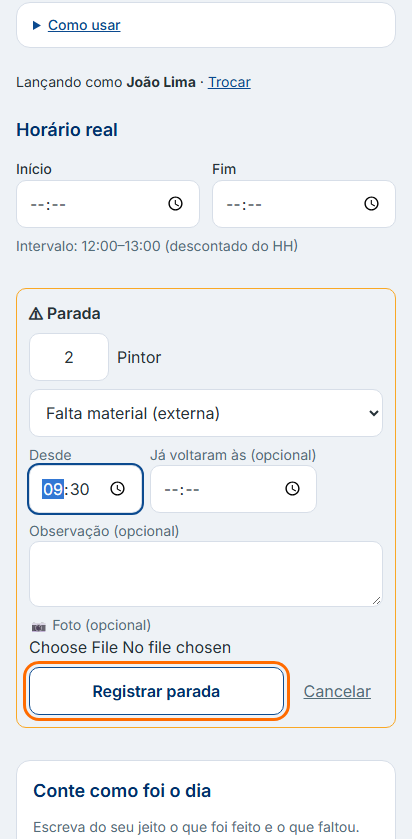 Como usar
Lançando como João Lima · Trocar
Horário real
Início Fim
--:-- --:--
Intervalo: 12:00–13:00 (descontado do HH)
⚠ Parada
2 Pintor
Falta material (externa)
Desde Já voltaram às (opcional)
09:30 --:--
Observação (opcional)
📷 Foto (opcional)
Choose File No file chosen
Registrar parada Cancelar
Conte como foi o dia
Escreva do seu jeito o que foi feito e o que faltou.